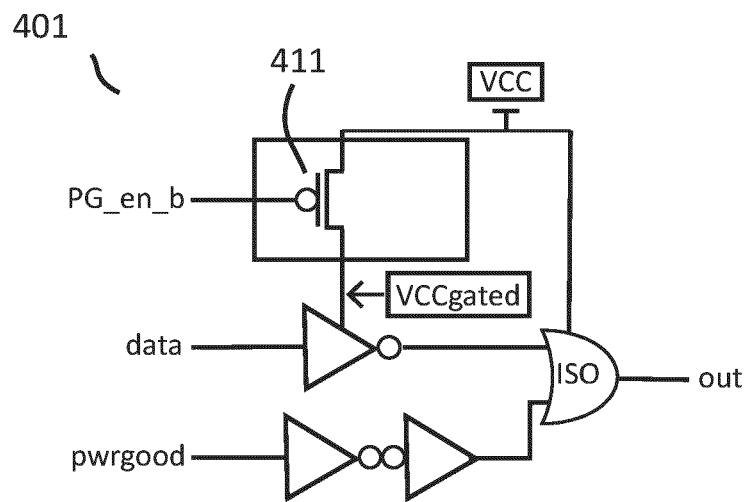 401
411
VCC
PG_en_b
VCCgated
data
ISO
out
pwrgood